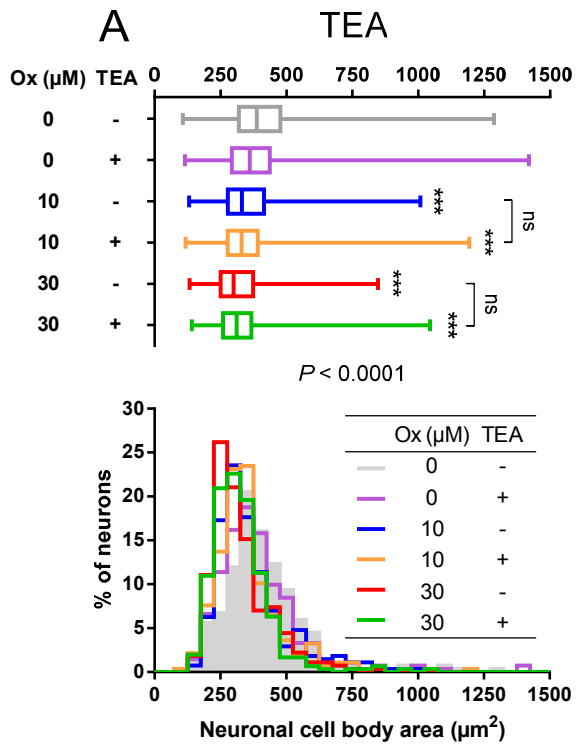 A TEA
Ox (µM) TEA 0 250 500 750 1000 1250 1500
0 -
0 +
10 - ***
10 + *** ns
30 - ***
30 + *** ns
P < 0.0001
% of neurons
30
25
20
15
10
5
0
Ox (µM) TEA
0 -
0 +
10 -
10 +
30 -
30 +
0 250 500 750 1000 1250 1500
Neuronal cell body area (µm²)